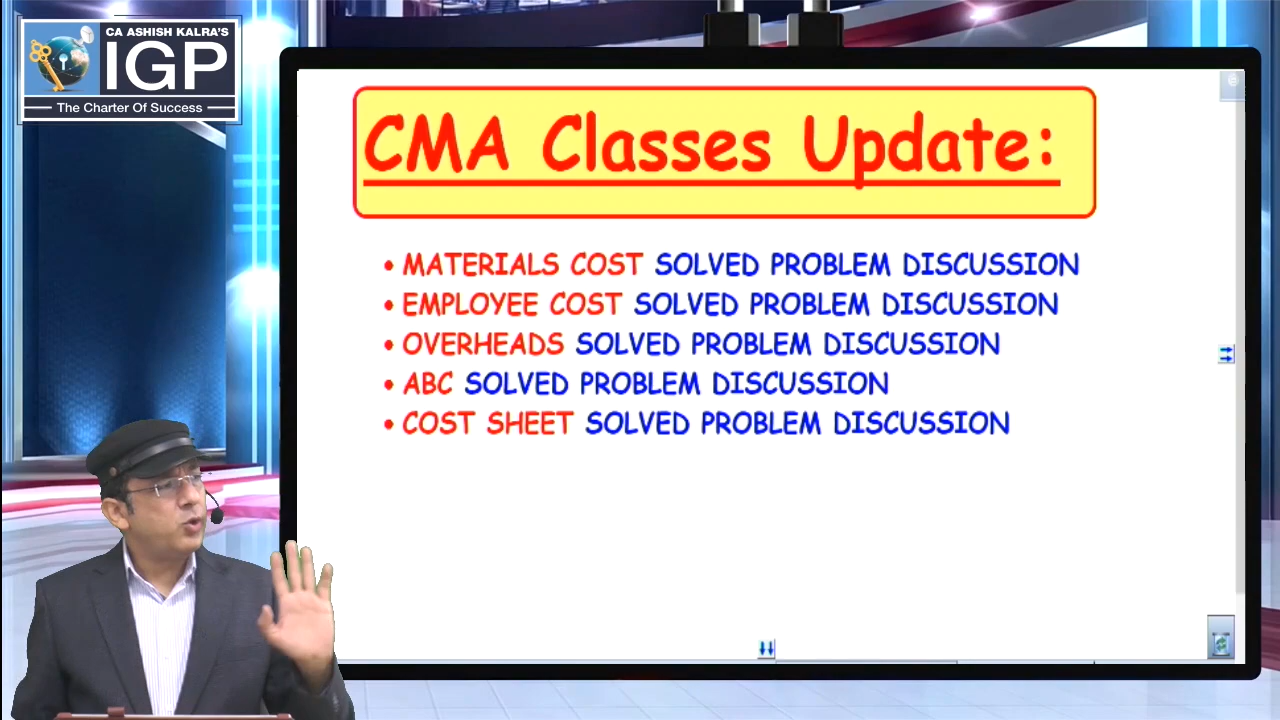 CA ASHISH KALRA'S
IGP
The Charter Of Success
CMA Classes Update:
• MATERIALS COST SOLVED PROBLEM DISCUSSION
• EMPLOYEE COST SOLVED PROBLEM DISCUSSION
• OVERHEADS SOLVED PROBLEM DISCUSSION
• ABC SOLVED PROBLEM DISCUSSION
• COST SHEET SOLVED PROBLEM DISCUSSION